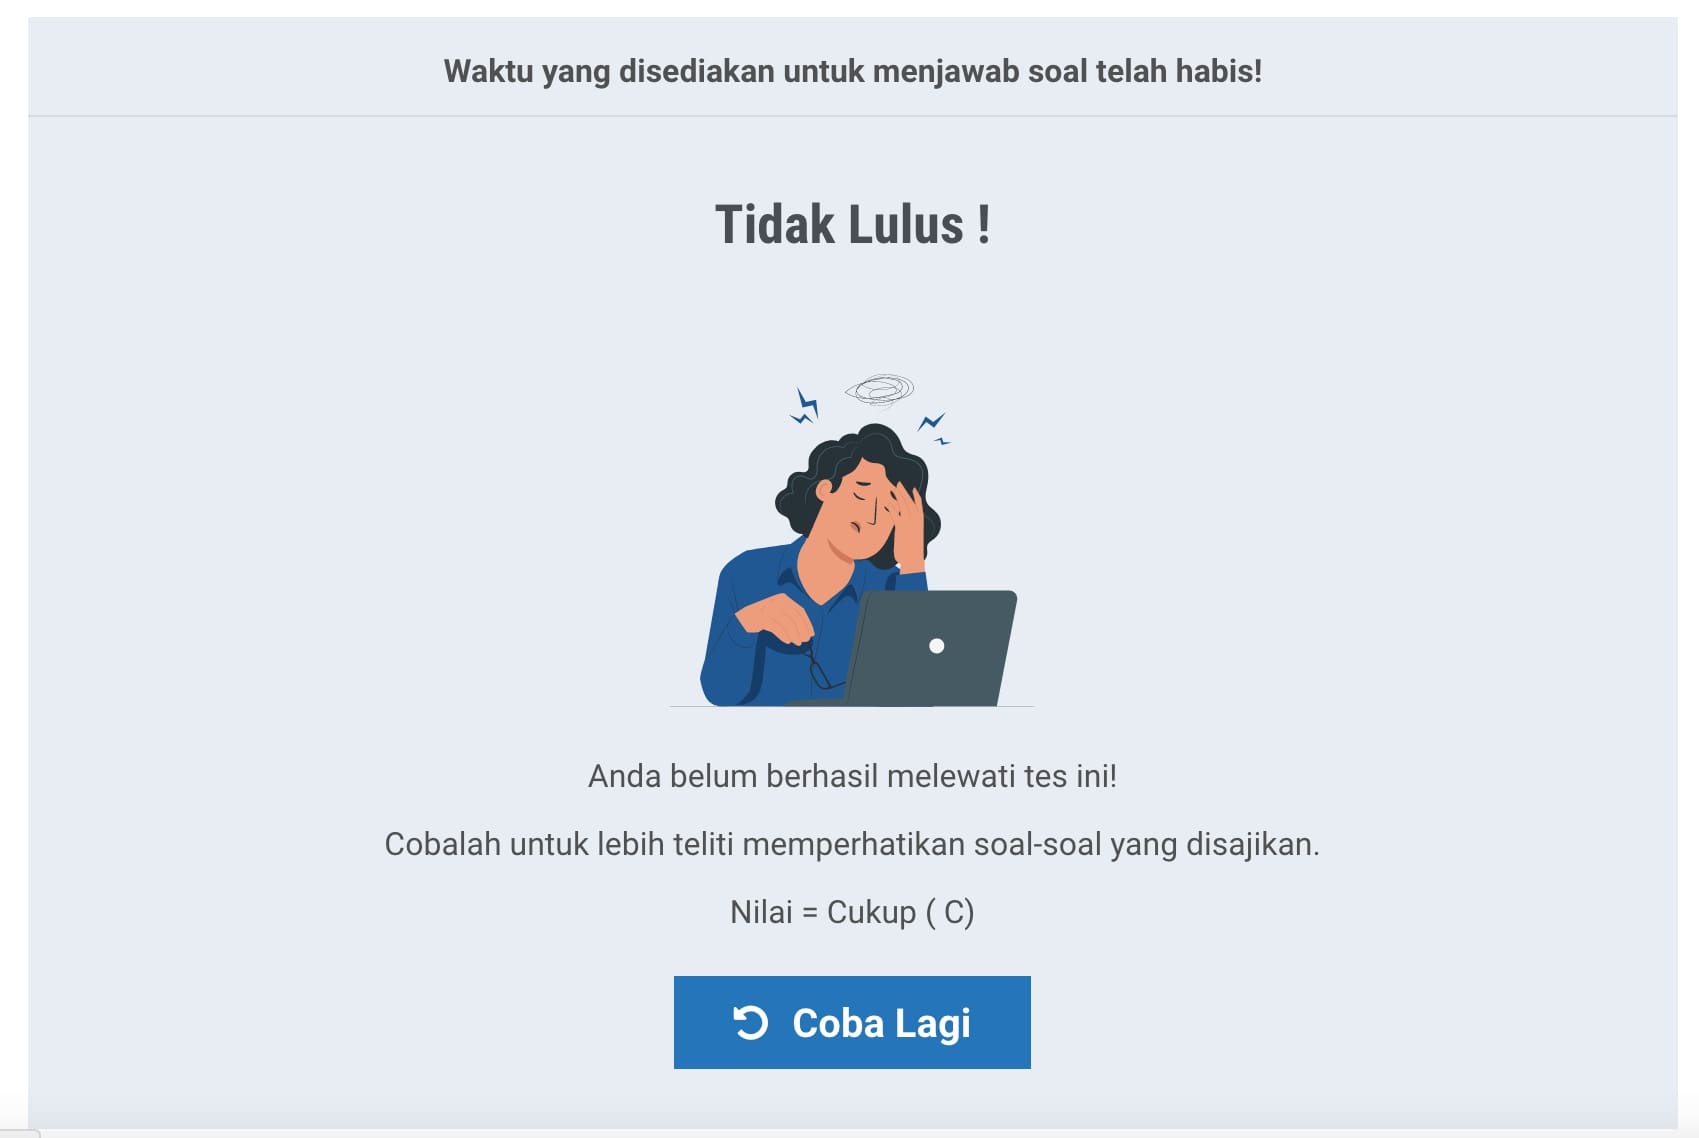 Waktu yang disediakan untuk menjawab soal telah habis!
Tidak Lulus !
Anda belum berhasil melewati tes ini!
Cobalah untuk lebih teliti memperhatikan soal-soal yang disajikan.
Nilai = Cukup ( C)
Coba Lagi